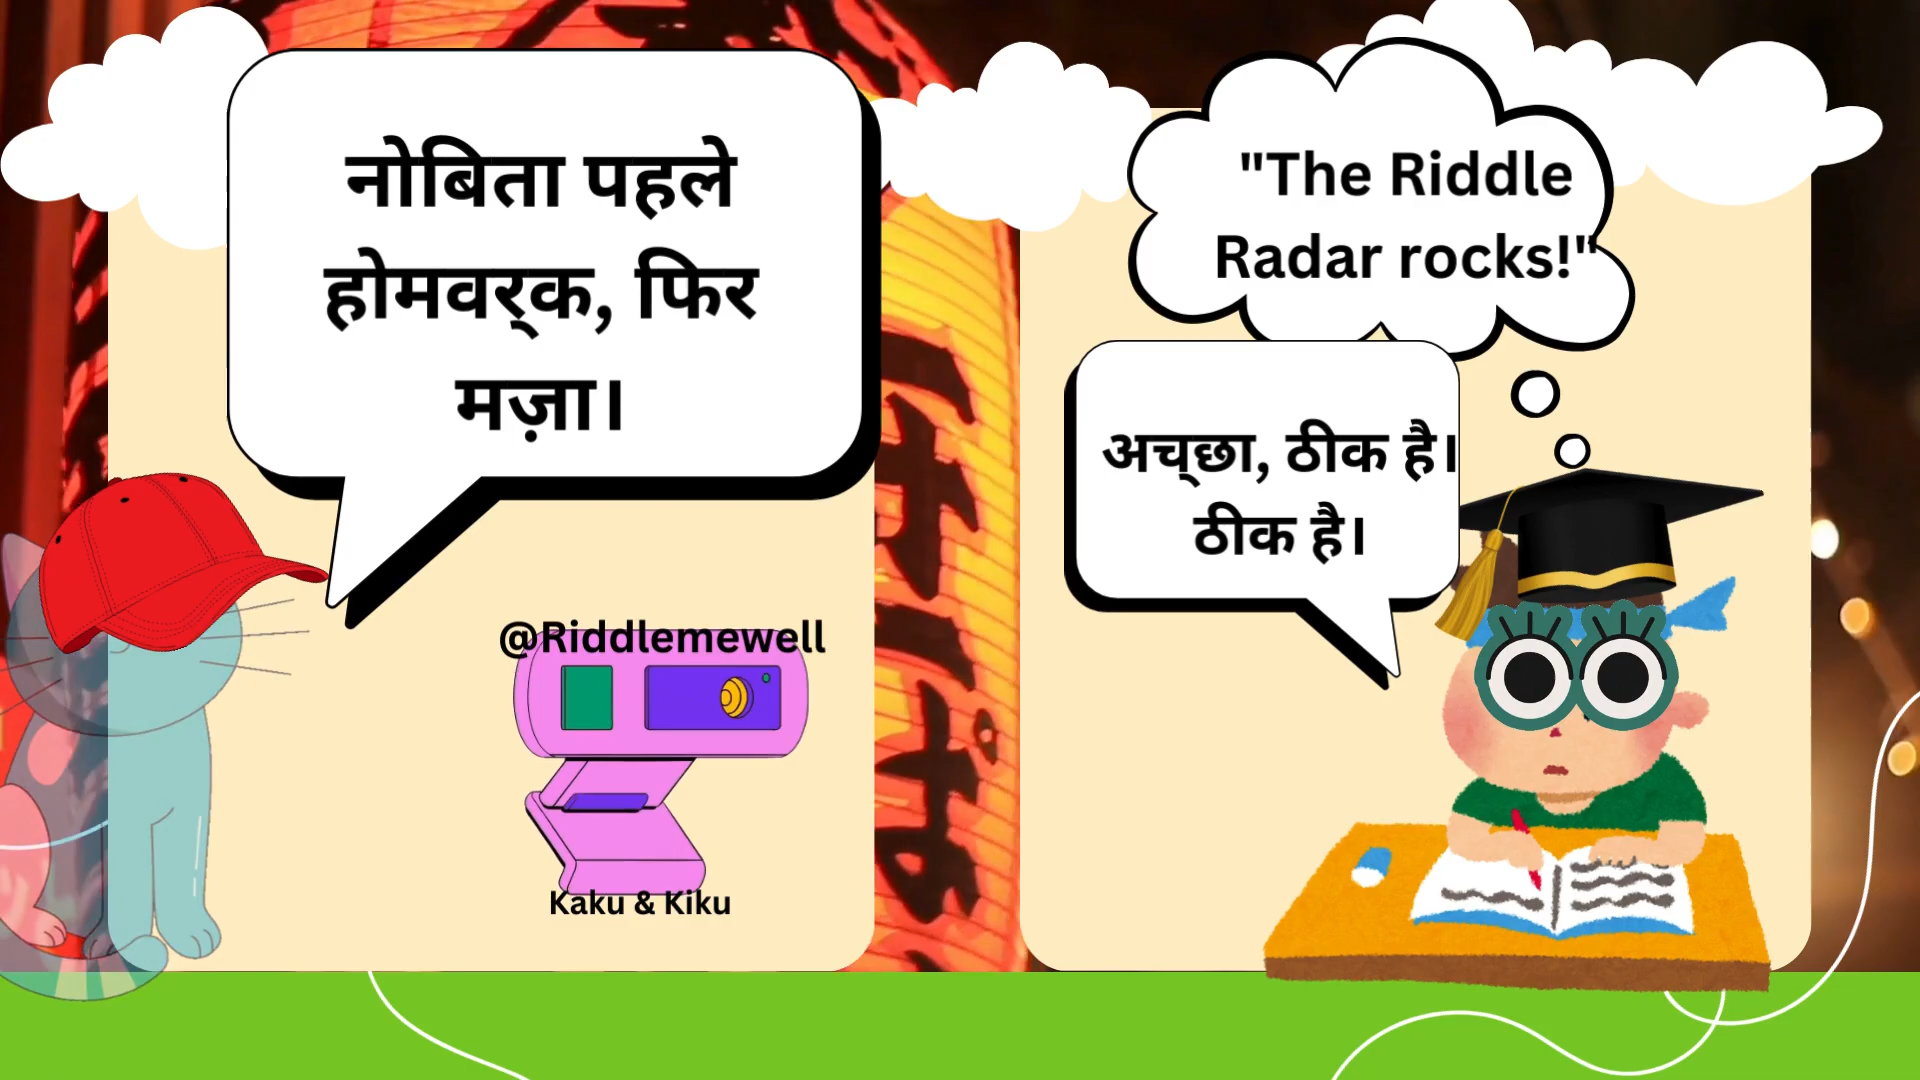 नोबिता पहले
होमवर्क, फिर
मज़ा।
@Riddlemewell
Kaku & Kiku
"The Riddle
Radar rocks!"
अच्छा, ठीक है।
ठीक है।